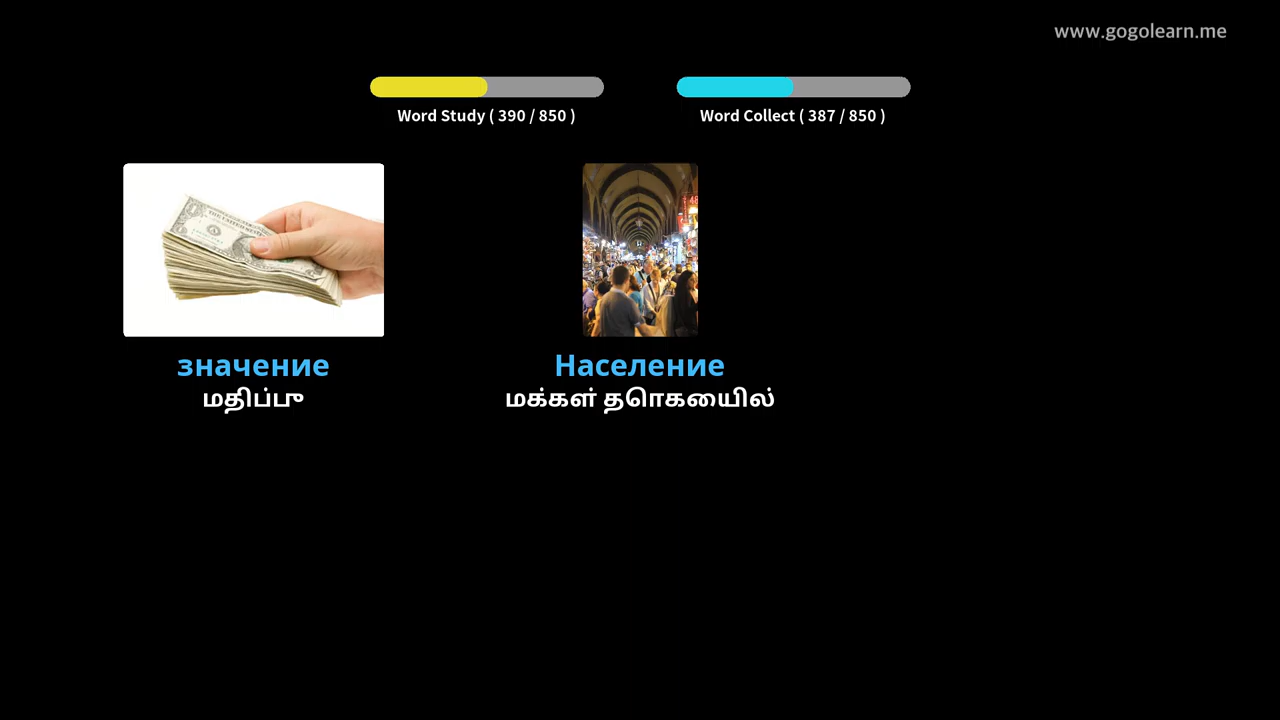 www.gogolearn.me
Word Study ( 390 / 850 )
Word Collect ( 387 / 850 )
значение
மதிப்பு
Население
மக்கள் தொகையில்